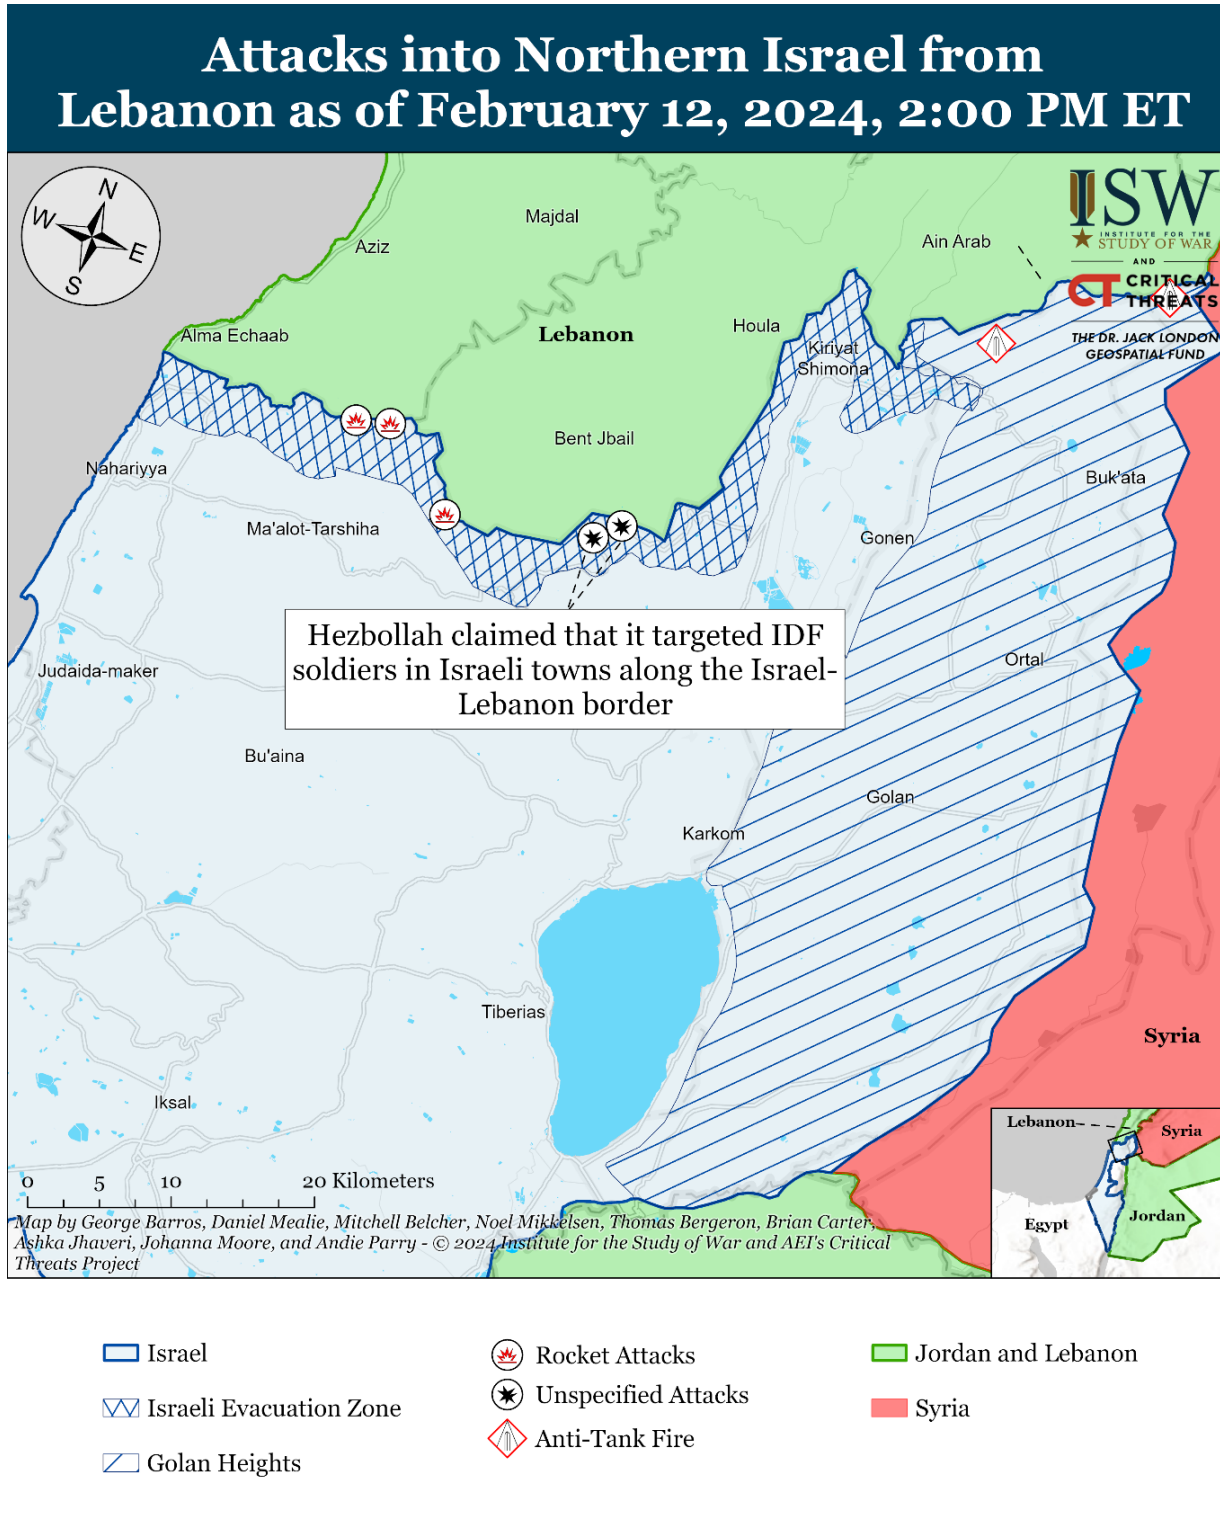 Attacks into Northern Israel from
Lebanon as of February 12, 2024, 2:00 PM ET
N
W
E
S
ISW
INSTITUTE FOR THE
STUDY OF WAR
AND
CT CRITICAL
THREATS
THE DR. JACK LONDON
GEOSPATIAL FUND
Majdal
Aziz
Ain Arab
Alma Echaab
Lebanon
Houla
Kiriyat
Shimona
Bent Jbail
Nahariyya
Buk'ata
Ma'alot-Tarshiha
Gonen
Hezbollah claimed that it targeted IDF
soldiers in Israeli towns along the Israel-
Lebanon border
Ortal
Judaida-maker
Bu'aina
Golan
Karkom
Tiberias
Syria
Iksal
0 5 10 20 Kilometers
Map by George Barros, Daniel Mealie, Mitchell Belcher, Noel Mikkelsen, Thomas Bergeron, Brian Carter,
Ashka Jhaveri, Johanna Moore, and Andie Parry - © 2024 Institute for the Study of War and AEI's Critical
Threats Project
Lebanon
Syria
Egypt
Jordan
Israel
Israeli Evacuation Zone
Golan Heights
Rocket Attacks
Unspecified Attacks
Anti-Tank Fire
Jordan and Lebanon
Syria